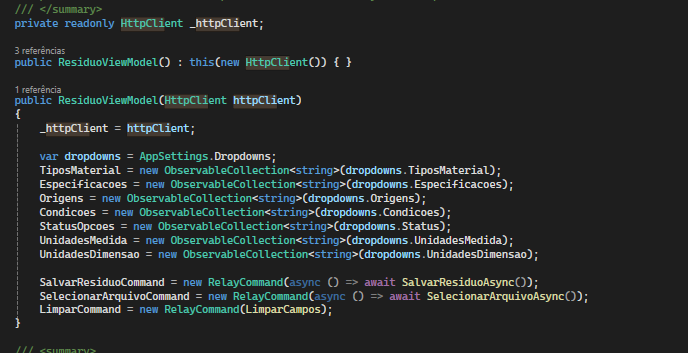 /// </summary>
private readonly HttpClient _httpClient;
3 referências
public ResiduoViewModel() : this(new HttpClient()) { }
1 referência
public ResiduoViewModel(HttpClient httpClient)
{
_httpClient = httpClient;
var dropdowns = AppSettings.Dropdowns;
TiposMaterial = new ObservableCollection<string>(dropdowns.TiposMaterial);
Especificacoes = new ObservableCollection<string>(dropdowns.Especificacoes);
Origens = new ObservableCollection<string>(dropdowns.Origens);
Condicoes = new ObservableCollection<string>(dropdowns.Condicoes);
StatusOpcoes = new ObservableCollection<string>(dropdowns.Status);
UnidadesMedida = new ObservableCollection<string>(dropdowns.UnidadesMedida);
UnidadesDimensao = new ObservableCollection<string>(dropdowns.UnidadesDimensao);
SalvarResiduoCommand = new RelayCommand(async () => await SalvarResiduoAsync());
SelecionarArquivoCommand = new RelayCommand(async () => await SelecionarArquivoAsync());
LimparCommand = new RelayCommand(LimparCampos);
}
/// <summary>